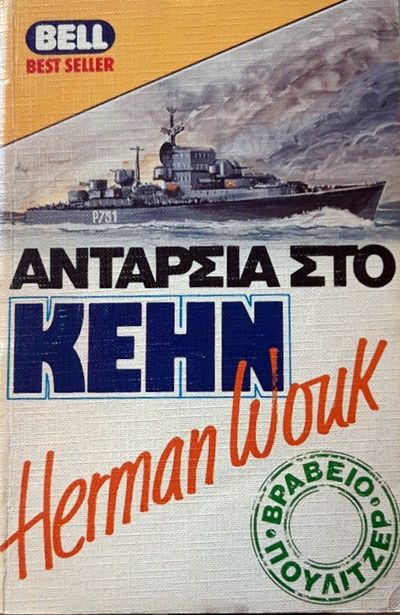 BELL
BEST SELLER
P751
ΑΝΤΑΡΣΙΑ ΣΤΟ
ΚΕΗΝ
Herman Wouk
ΒΡΑΒΕΙΟ
ΠΟΥΛΙΤΖΕΡ